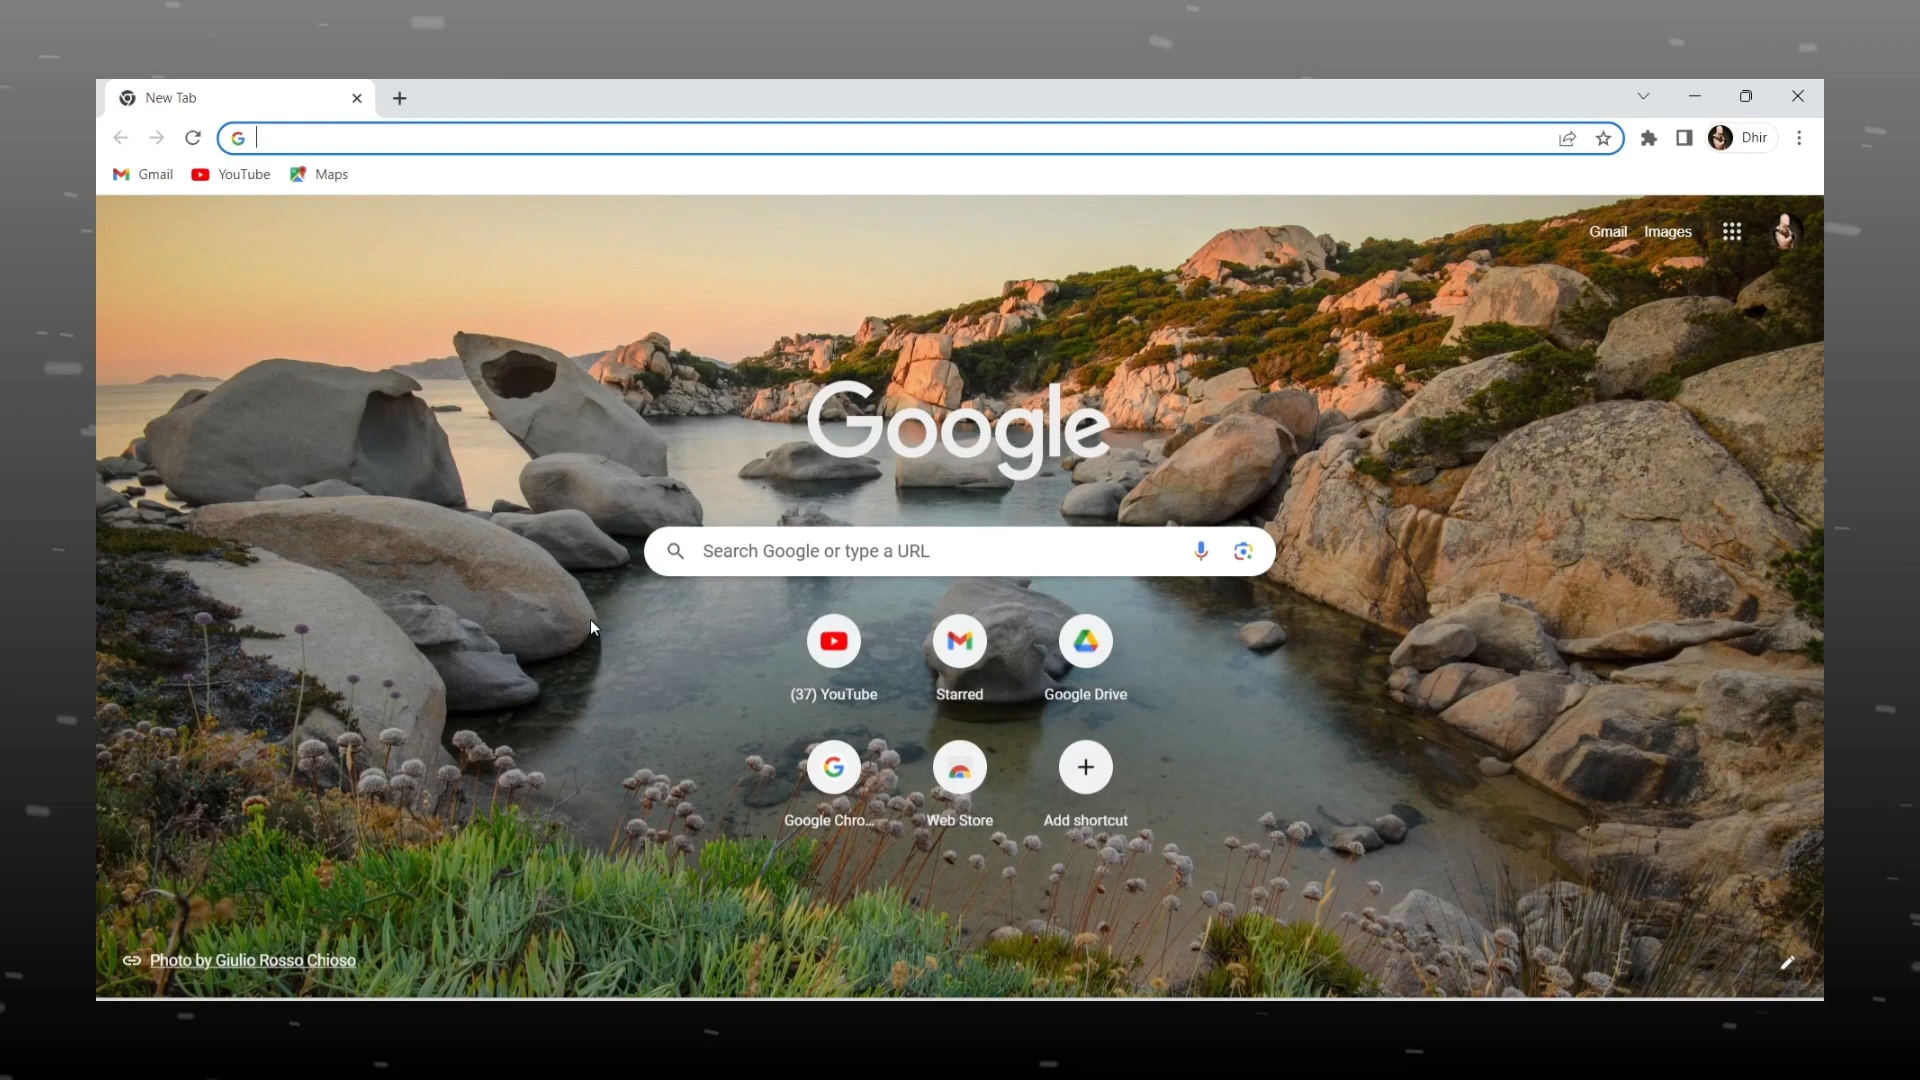 New Tab
Dhir
Gmail YouTube Maps
Gmail Images
Google
Search Google or type a URL
(37) YouTube Starred Google Drive
Google Chro... Web Store Add shortcut
Photo by Giulio Rosso Chioso